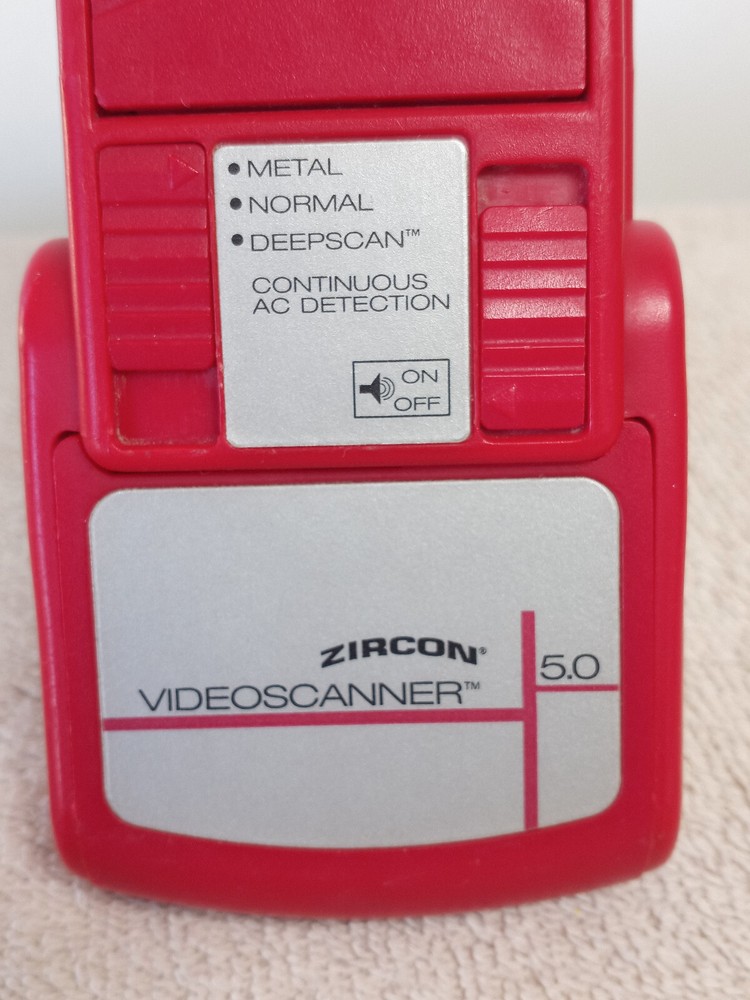 • METAL
• NORMAL
• DEEPSCAN™
CONTINUOUS
AC DETECTION
ON
OFF
ZIRCON®
VIDEOSCANNER™
5.0